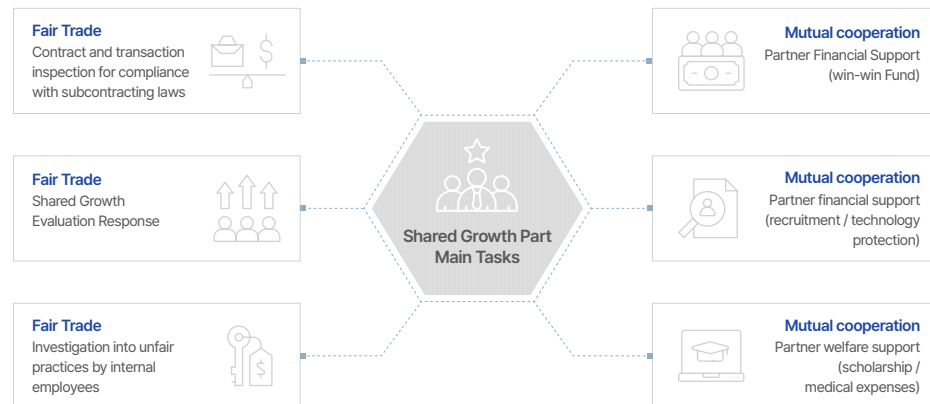 Fair Trade
Contract and transaction
inspection for compliance
with subcontracting laws
Fair Trade
Shared Growth
Evaluation Response
Fair Trade
Investigation into unfair
practices by internal
employees
Shared Growth Part
Main Tasks
Mutual cooperation
Partner Financial Support
(win-win Fund)
Mutual cooperation
Partner financial support
(recruitment / technology
protection)
Mutual cooperation
Partner welfare support
(scholarship /
medical expenses)